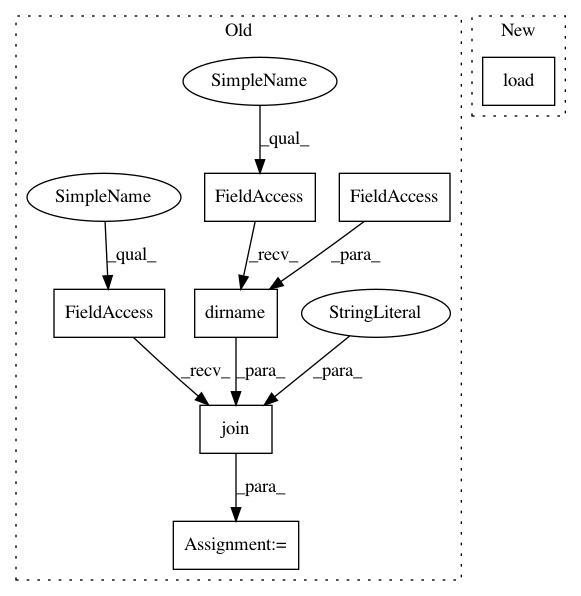 Old
New
SimpleName
load
_qual_
SimpleName
FieldAccess
FieldAccess
_qual_
_recv_
_para_
FieldAccess
dirname
StringLiteral
_recv_
_para_
_para_
join
_para_
Assignment:=